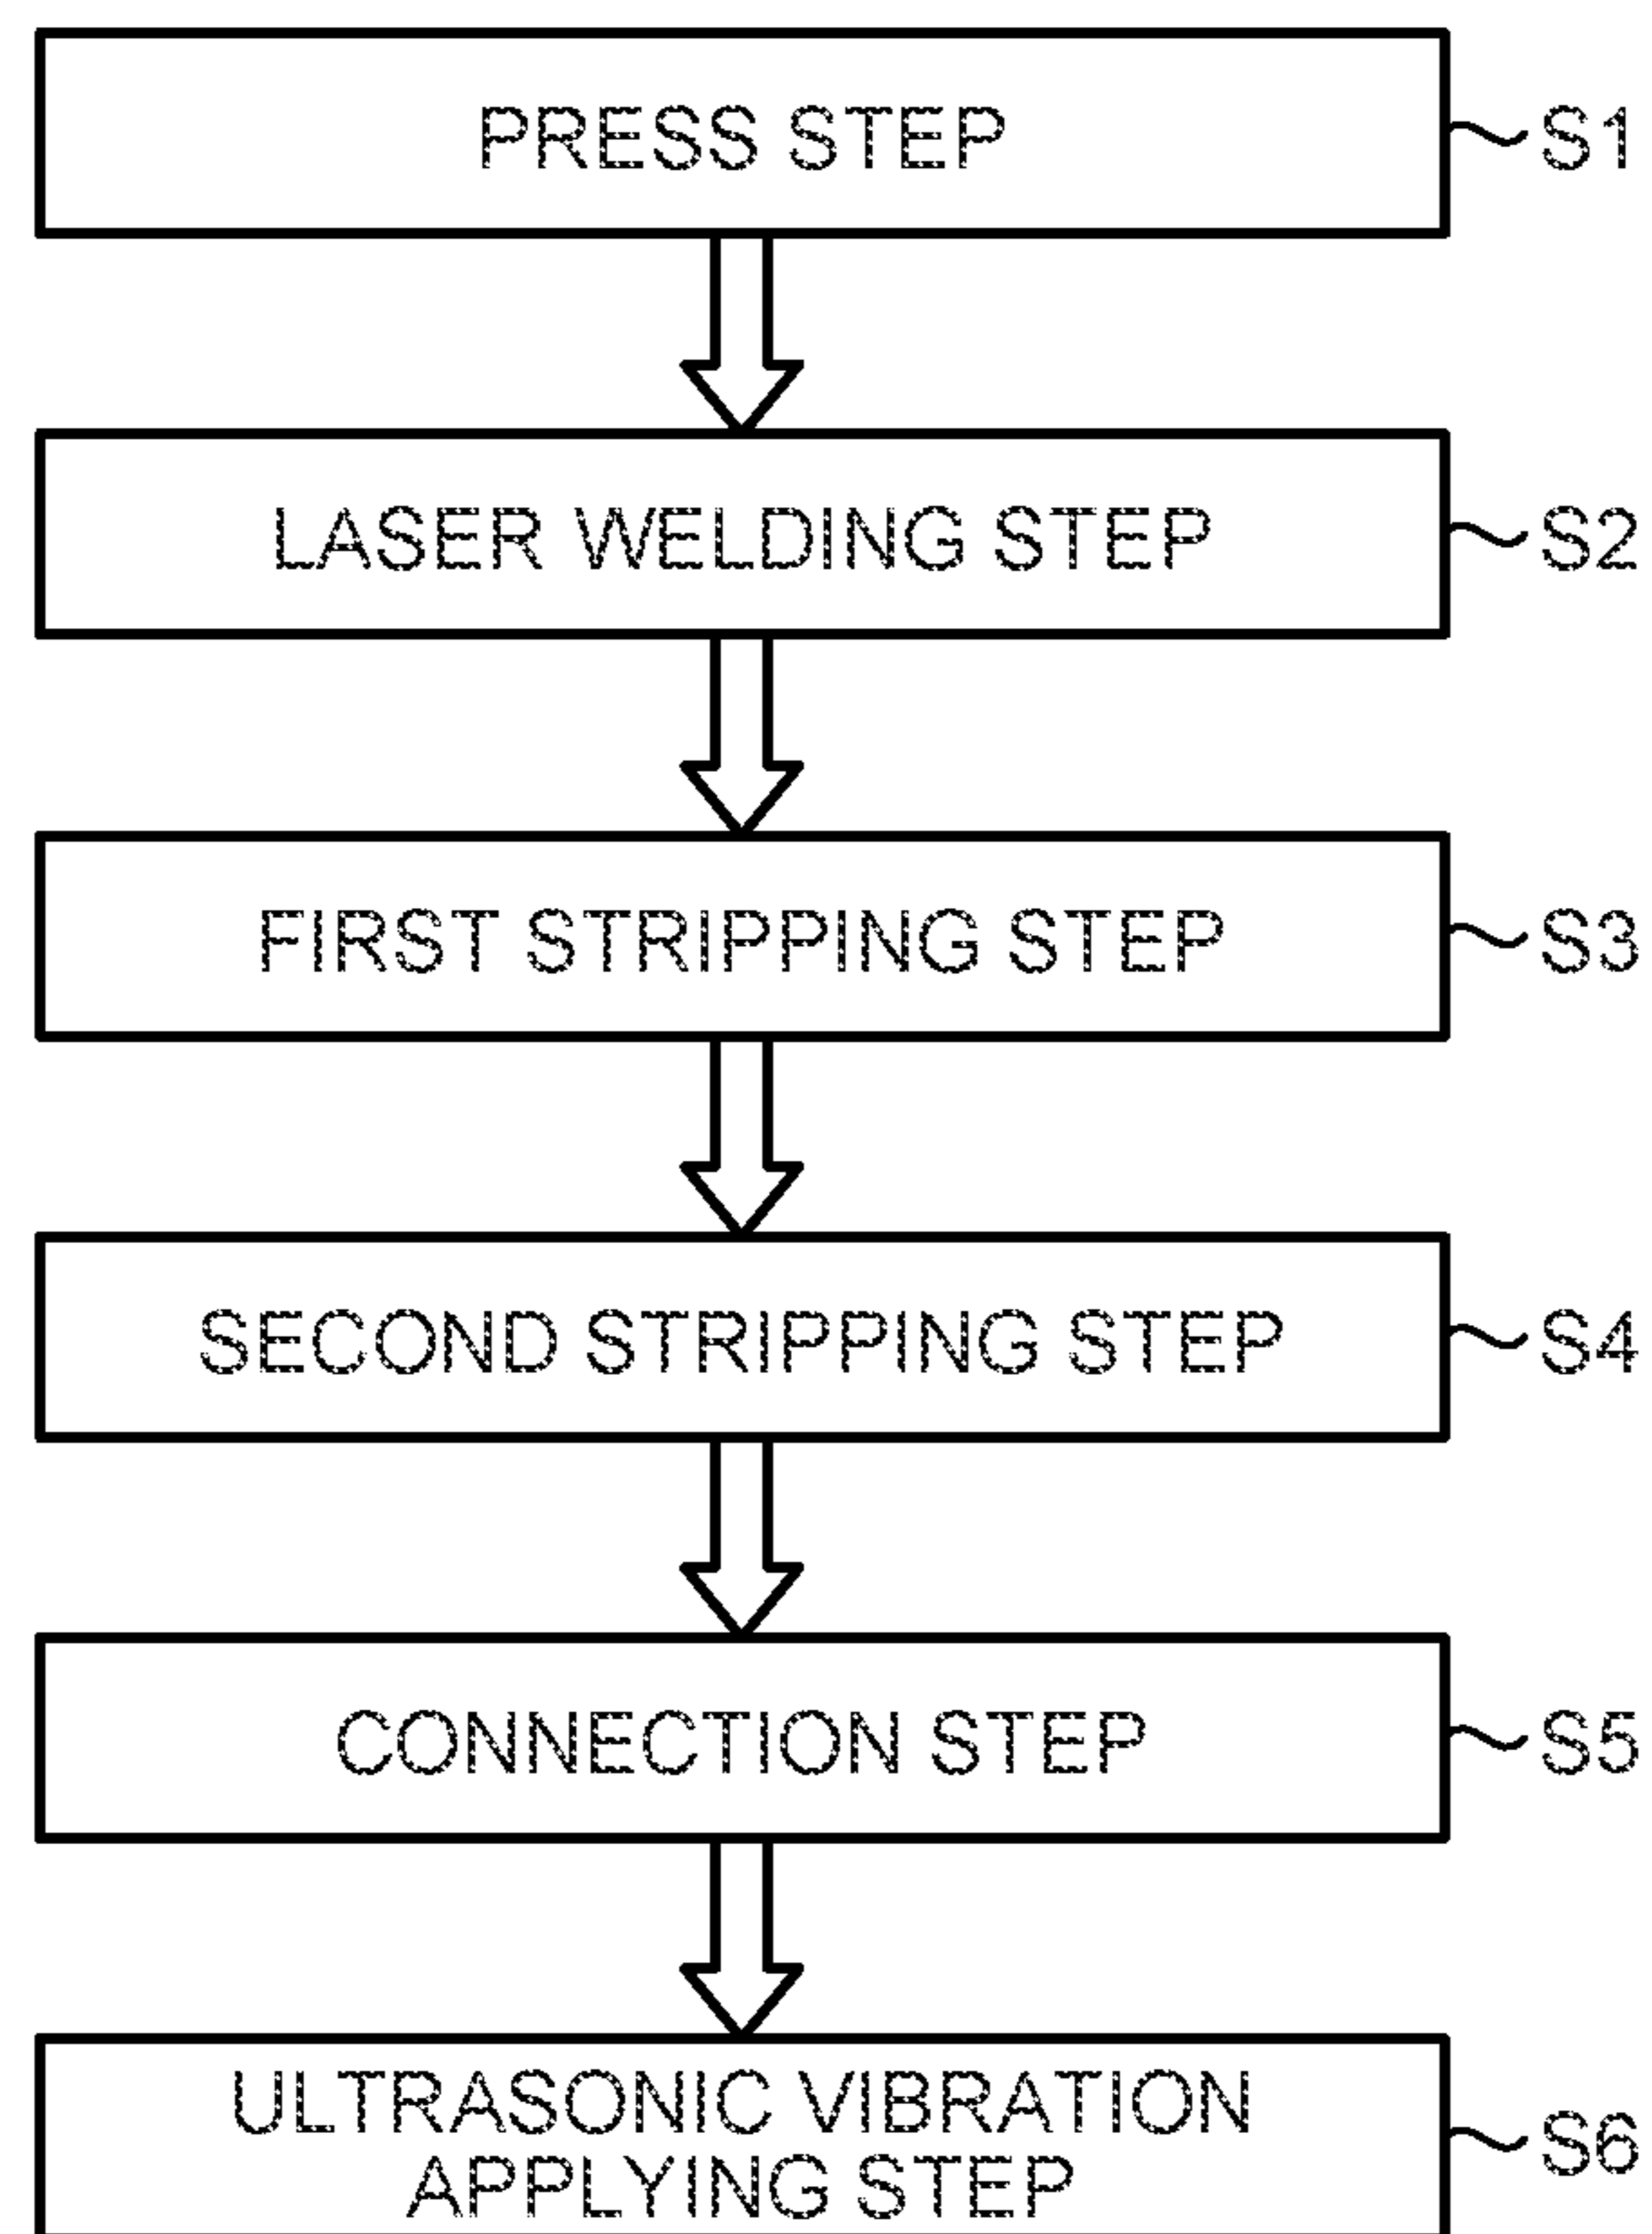 PRESS STEP S1
LASER WELDING STEP S2
FIRST STRIPPING STEP S3
SECOND STRIPPING STEP S4
CONNECTION STEP S5
ULTRASONIC VIBRATION
APPLYING STEP S6